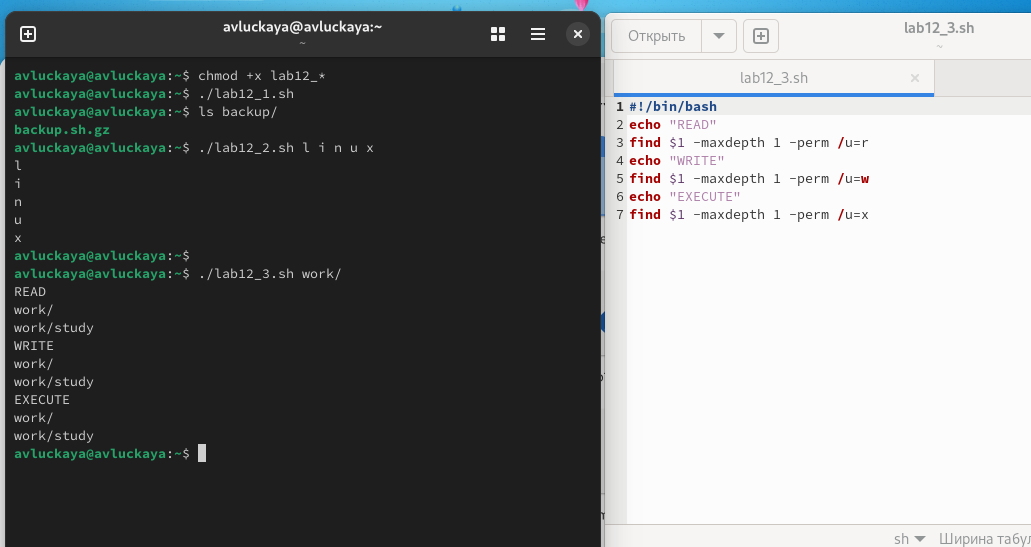 avluckaya@avluckaya:~
~
avluckaya@avluckaya:~$ chmod +x lab12_*
avluckaya@avluckaya:~$ ./lab12_1.sh
avluckaya@avluckaya:~$ ls backup/
backup.sh.gz
avluckaya@avluckaya:~$ ./lab12_2.sh l i n u x
l
i
n
u
x
avluckaya@avluckaya:~$
avluckaya@avluckaya:~$ ./lab12_3.sh work/
READ
work/
work/study
WRITE
work/
work/study
EXECUTE
work/
work/study
avluckaya@avluckaya:~$
Открыть
lab12_3.sh
~
lab12_3.sh
1 #!/bin/bash
2 echo "READ"
3 find $1 -maxdepth 1 -perm /u=r
4 echo "WRITE"
5 find $1 -maxdepth 1 -perm /u=w
6 echo "EXECUTE"
7 find $1 -maxdepth 1 -perm /u=x
sh
Ширина табул